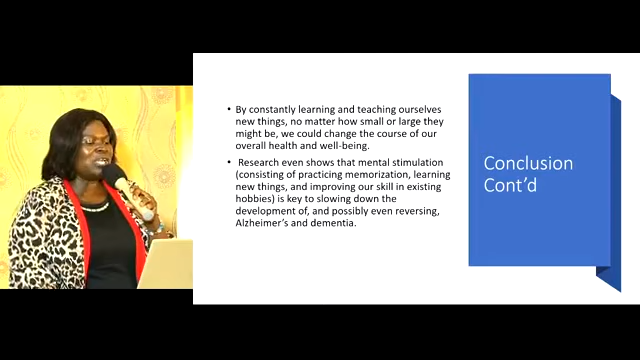 • By constantly learning and teaching ourselves
new things, no matter how small or large they
might be, we could change the course of our
overall health and well-being.
• Research even shows that mental stimulation
(consisting of practicing memorization, learning
new things, and improving our skill in existing
hobbies) is key to slowing down the
development of, and possibly even reversing,
Alzheimer's and dementia.
Conclusion
Cont'd